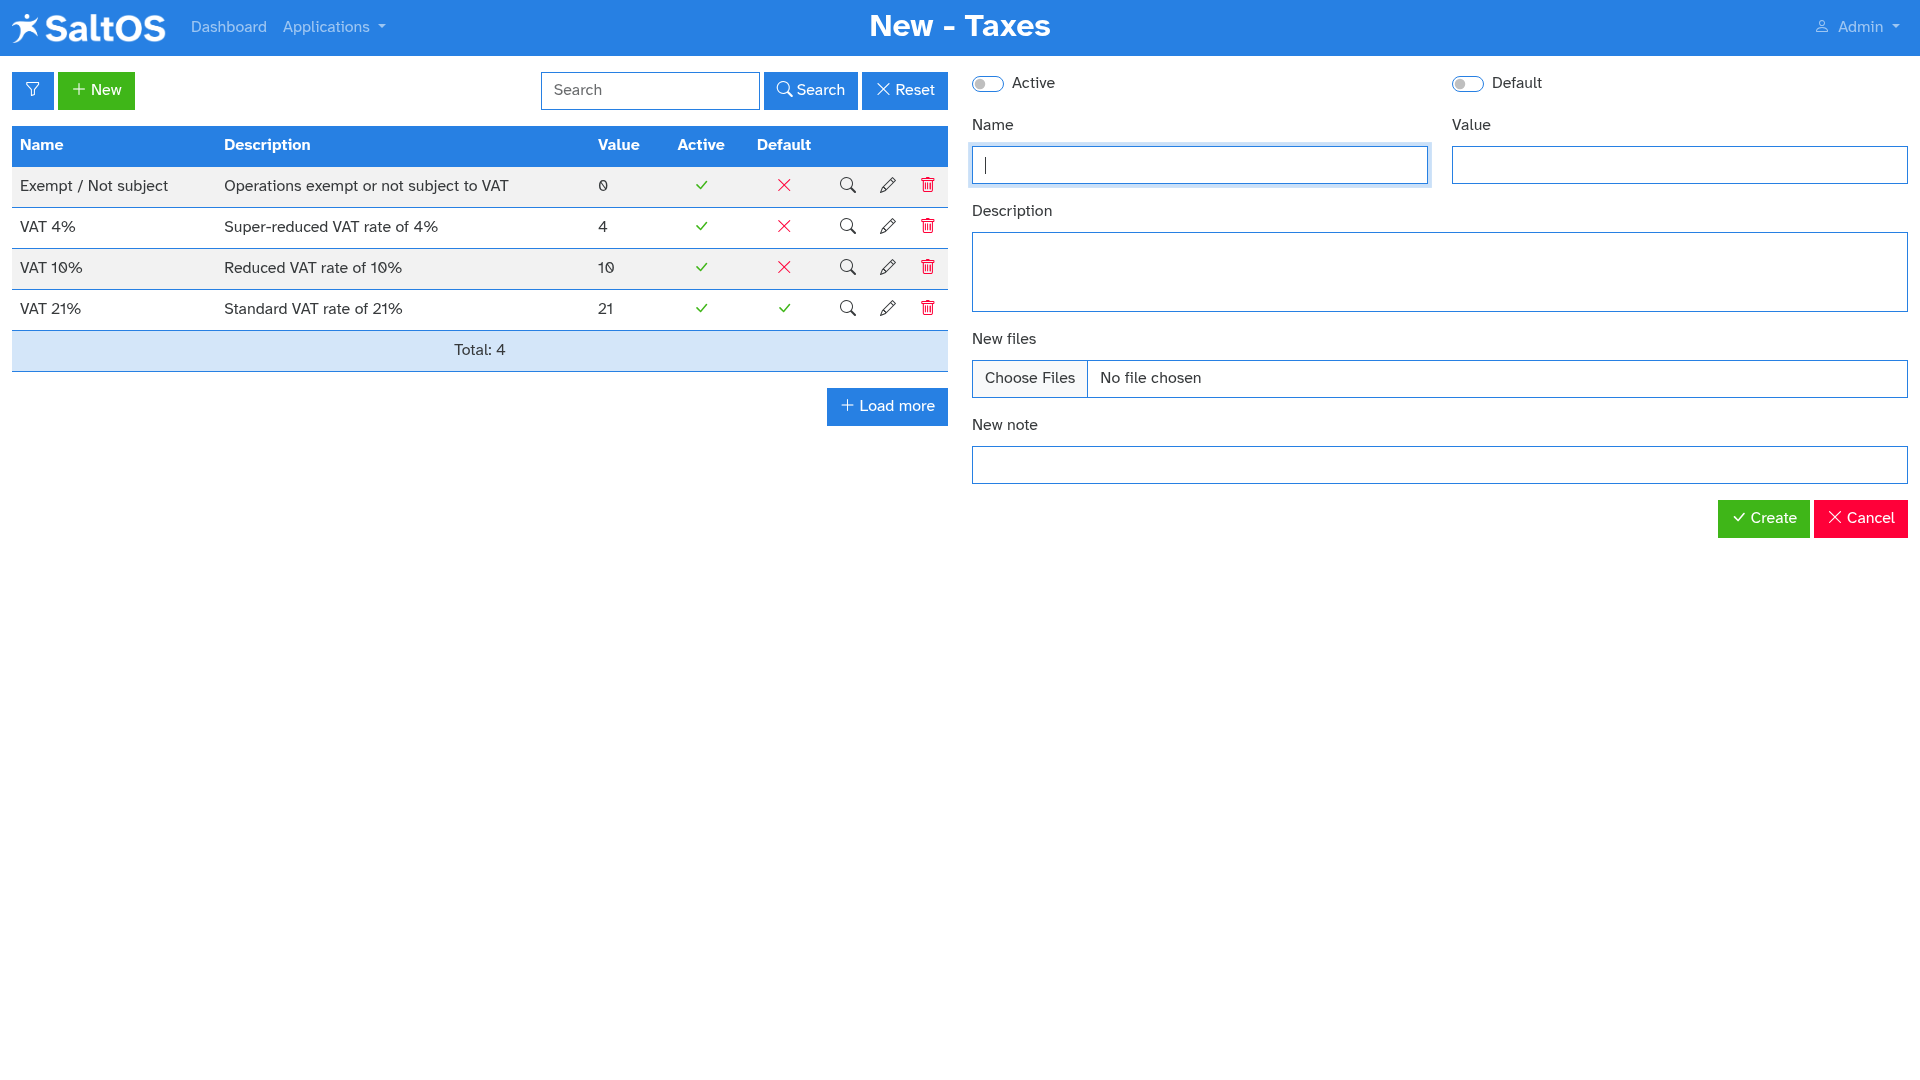 SaltOS Dashboard Applications New - Taxes Admin
New Search Search Reset
Name Description Value Active Default
Exempt / Not subject Operations exempt or not subject to VAT 0
VAT 4% Super-reduced VAT rate of 4% 4
VAT 10% Reduced VAT rate of 10% 10
VAT 21% Standard VAT rate of 21% 21
Total: 4
Load more
Active Default
Name Value
Description
New files
Choose Files No file chosen
New note
Create Cancel